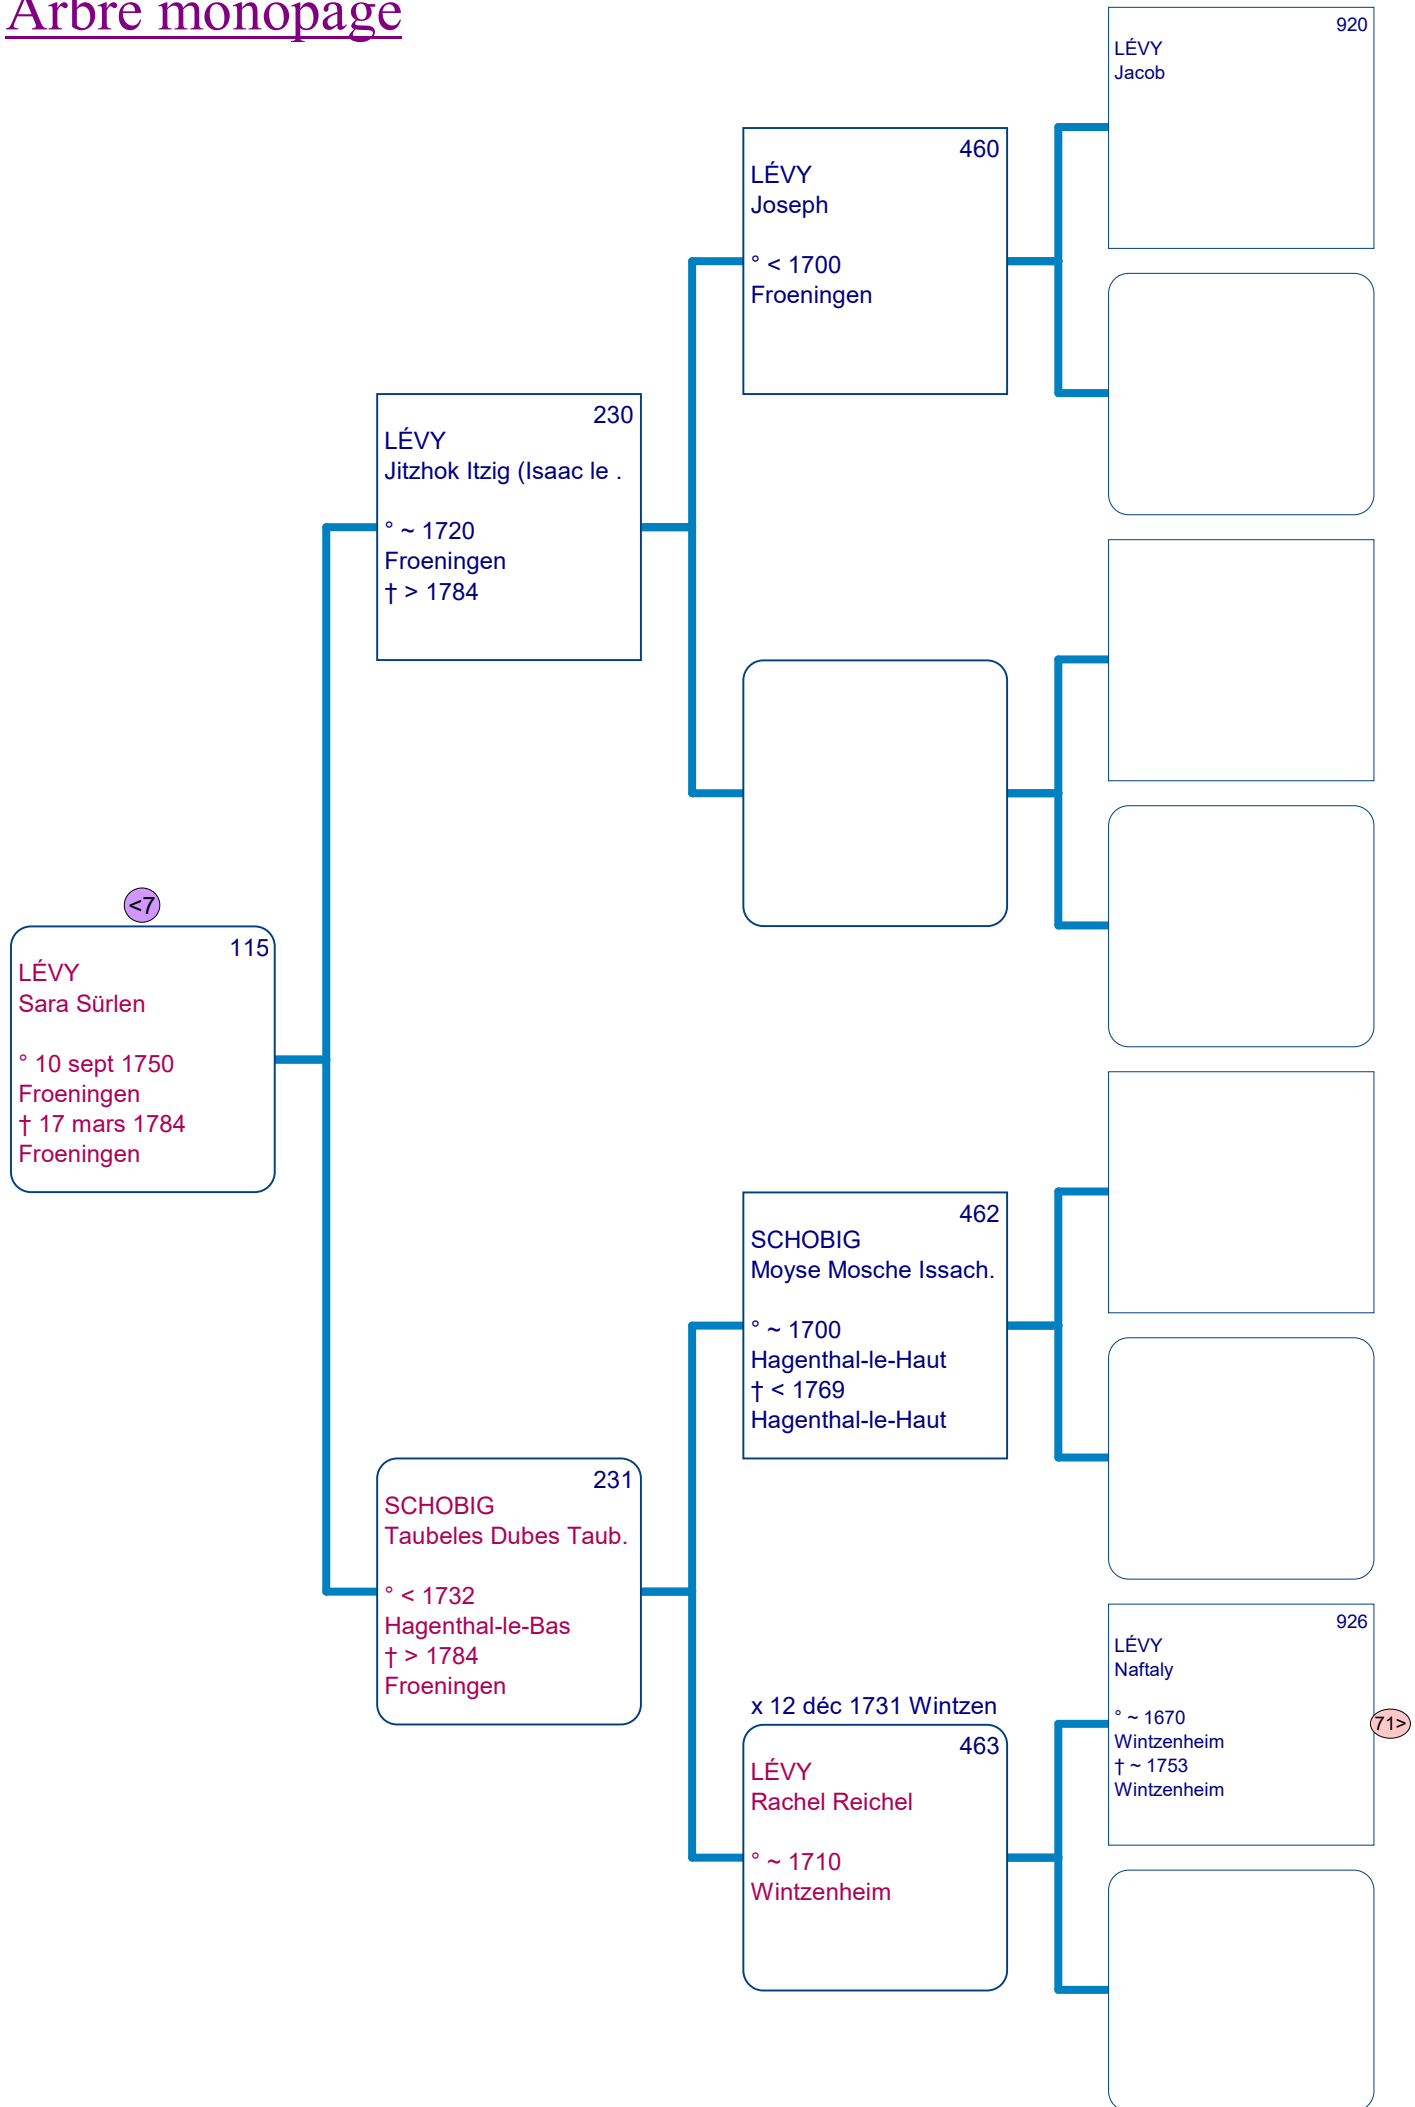 Arbre monopage
920
LÉVY
Jacob
460
LÉVY
Joseph
° < 1700
Froeningen
230
LÉVY
Jitzhok Itzig (Isaac le .
° ~ 1720
Froeningen
† > 1784
<7
115
LÉVY
Sara Sürlen
° 10 sept 1750
Froeningen
† 17 mars 1784
Froeningen
462
SCHOBIG
Moyse Mosche Issach.
° ~ 1700
Hagenthal-le-Haut
† < 1769
Hagenthal-le-Haut
231
SCHOBIG
Taubeles Dubes Taub.
° < 1732
Hagenthal-le-Bas
† > 1784
Froeningen
x 12 déc 1731 Wintzen
463
LÉVY
Rachel Reichel
° ~ 1710
Wintzenheim
926
LÉVY
Naftaly
° ~ 1670
Wintzenheim
† ~ 1753
Wintzenheim
71>